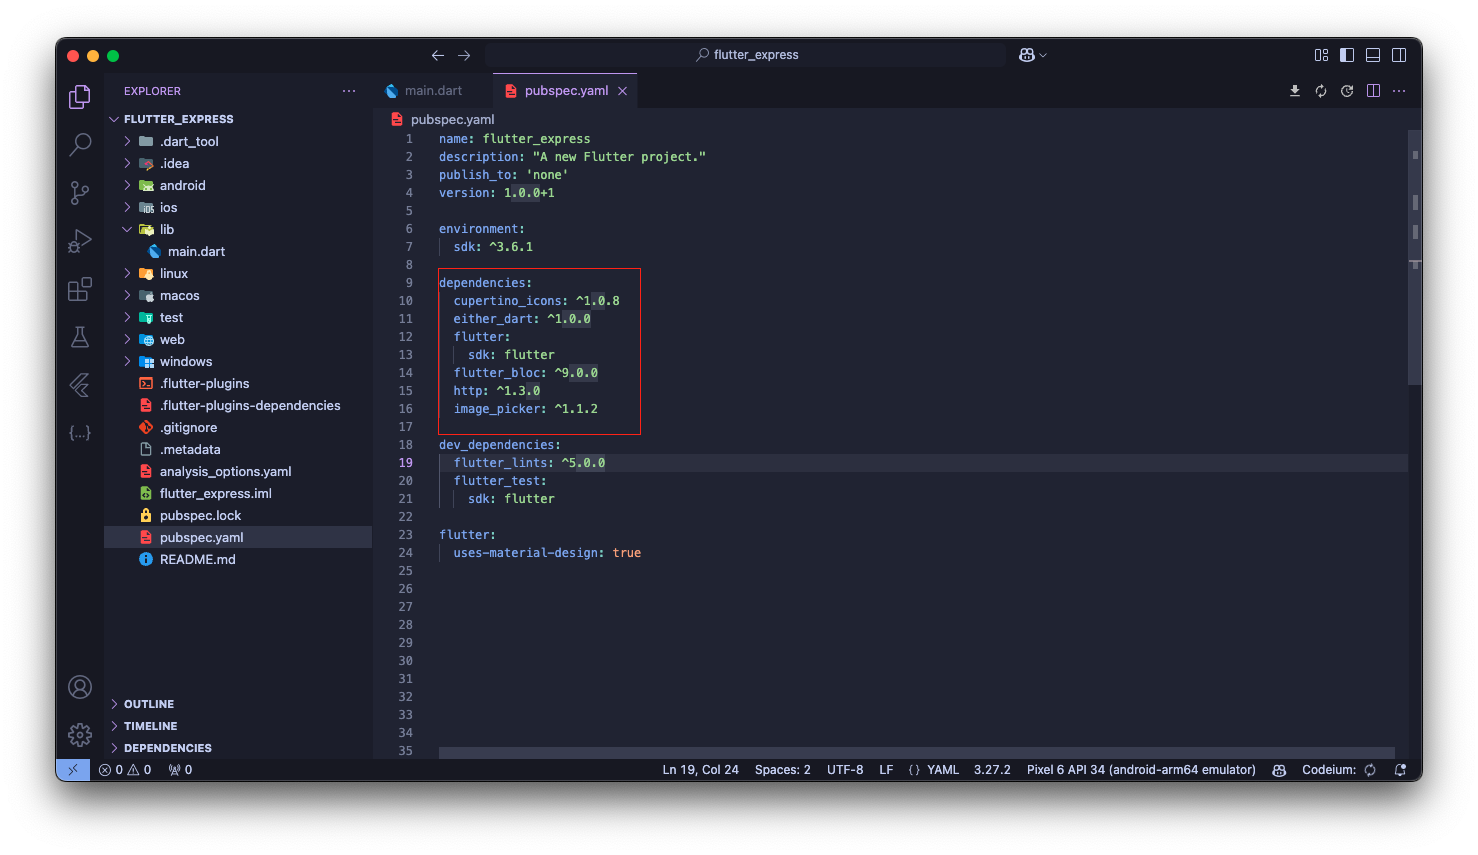 flutter_express
EXPLORER
main.dart
pubspec.yaml
FLUTTER_EXPRESS
.dart_tool
.idea
android
ios
lib
main.dart
linux
macos
test
web
windows
.flutter-plugins
.flutter-plugins-dependencies
.gitignore
.metadata
analysis_options.yaml
flutter_express.iml
pubspec.lock
pubspec.yaml
README.md
OUTLINE
TIMELINE
DEPENDENCIES
pubspec.yaml
1 name: flutter_express
2 description: "A new Flutter project."
3 publish_to: 'none'
4 version: 1.0.0+1
5
6 environment:
7 sdk: ^3.6.1
8
9 dependencies:
10 cupertino_icons: ^1.0.8
11 either_dart: ^1.0.0
12 flutter:
13 sdk: flutter
14 flutter_bloc: ^9.0.0
15 http: ^1.3.0
16 image_picker: ^1.1.2
17
18 dev_dependencies:
19 flutter_lints: ^5.0.0
20 flutter_test:
21 sdk: flutter
22
23 flutter:
24 uses-material-design: true
25
26
27
28
29
30
31
32
33
34
35
0 0 0
Ln 19, Col 24 Spaces: 2 UTF-8 LF {} YAML 3.27.2 Pixel 6 API 34 (android-arm64 emulator) Codeium: